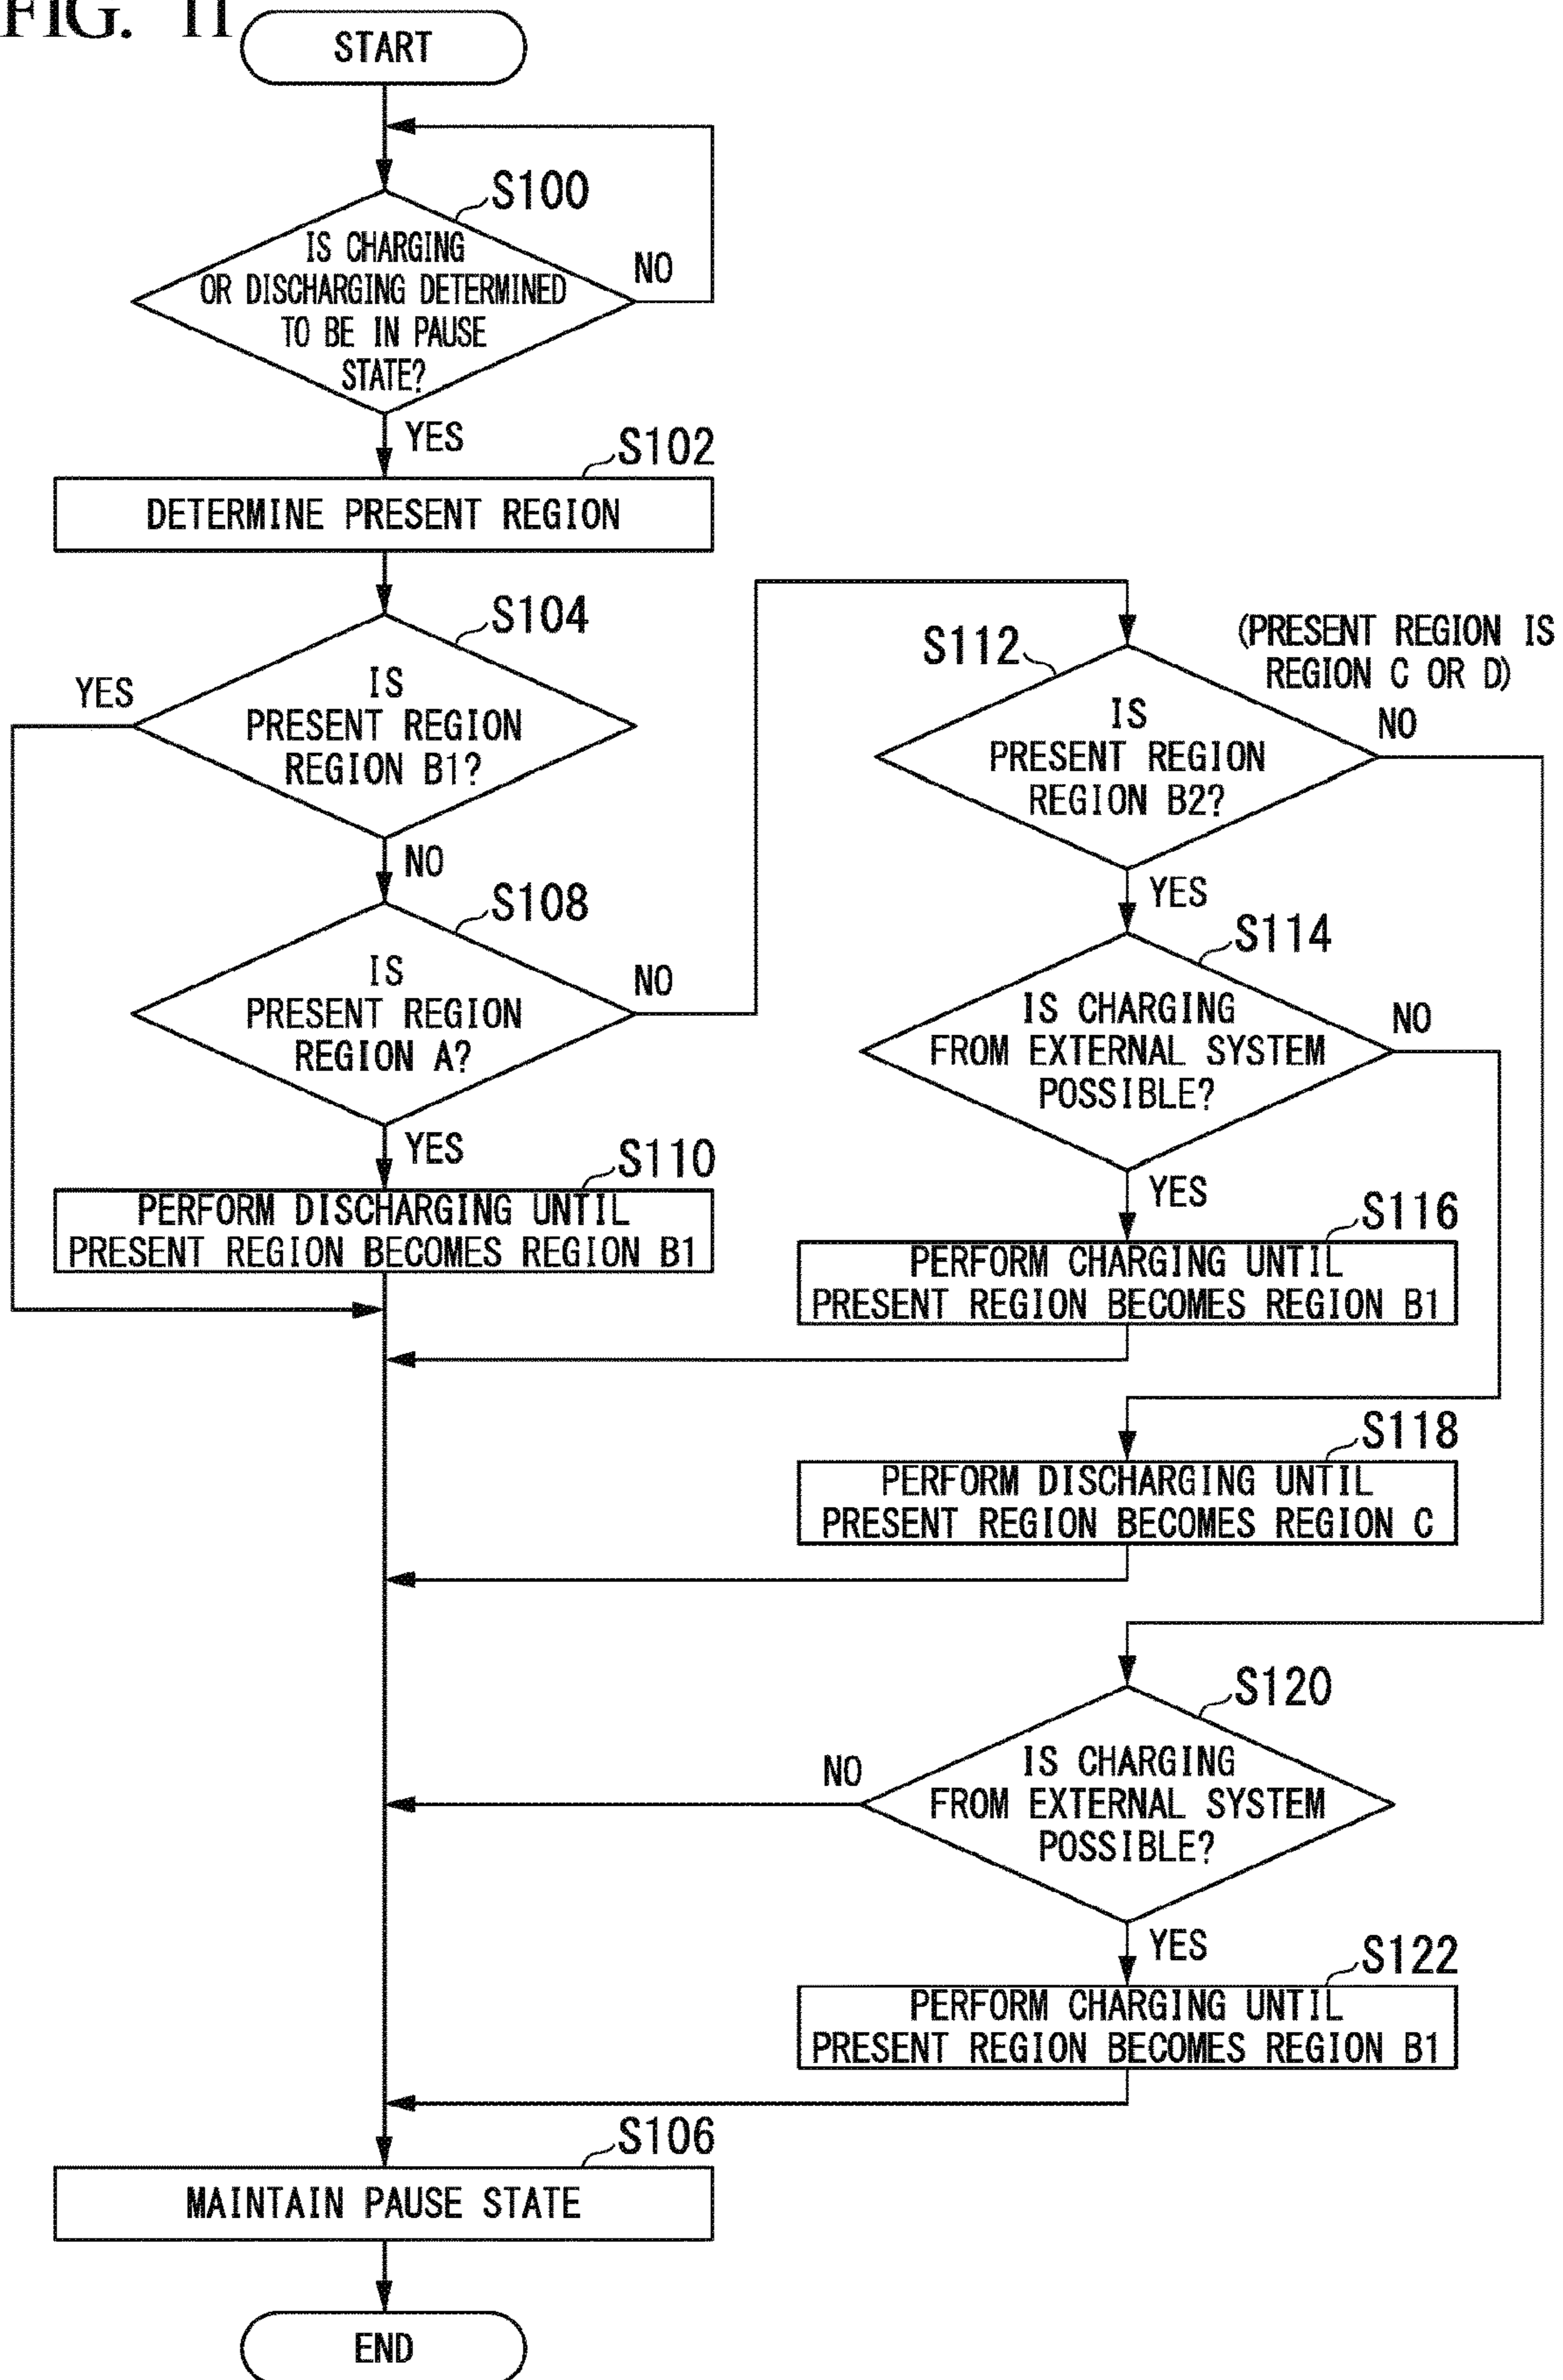 FIG. 11
START
S100
IS CHARGING
OR DISCHARGING DETERMINED
TO BE IN PAUSE
STATE?
NO
YES
S102
DETERMINE PRESENT REGION
S104
IS
PRESENT REGION
REGION B1?
YES
NO
S108
IS
PRESENT REGION
REGION A?
NO
YES
S110
PERFORM DISCHARGING UNTIL
PRESENT REGION BECOMES REGION B1
S112
(PRESENT REGION IS
REGION C OR D)
IS
PRESENT REGION
REGION B2?
NO
YES
S114
IS CHARGING
FROM EXTERNAL SYSTEM
POSSIBLE?
NO
YES
S116
PERFORM CHARGING UNTIL
PRESENT REGION BECOMES REGION B1
S118
PERFORM DISCHARGING UNTIL
PRESENT REGION BECOMES REGION C
S120
IS CHARGING
FROM EXTERNAL SYSTEM
POSSIBLE?
NO
YES
S122
PERFORM CHARGING UNTIL
PRESENT REGION BECOMES REGION B1
S106
MAINTAIN PAUSE STATE
END